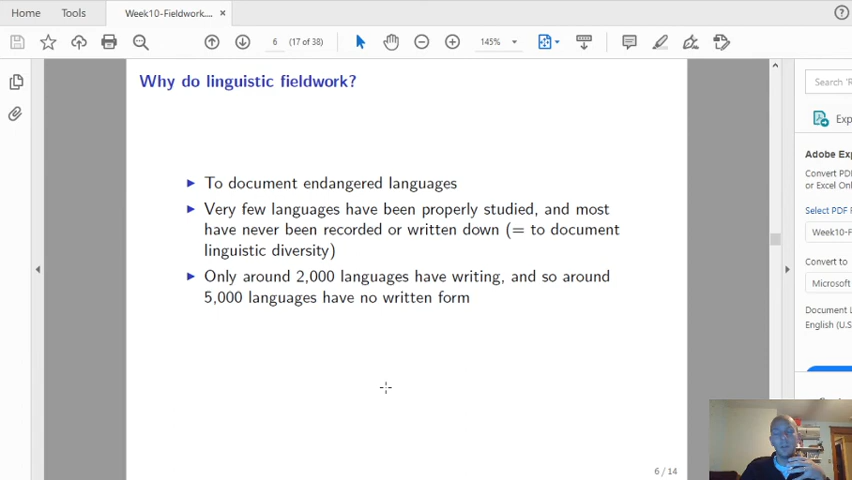 Home Tools Week10-Fieldwork.... ×
6 (17 of 38) 145%
Why do linguistic fieldwork?
Search 'R
► To document endangered languages
► Very few languages have been properly studied, and most
have never been recorded or written down (= to document
linguistic diversity)
► Only around 2,000 languages have writing, and so around
5,000 languages have no written form
6 / 14
Exp
Adobe Exp
Convert PD
or Excel Onl
Select PDF F
Week10-F
Convert to
Microsoft
Document L
English (U.S